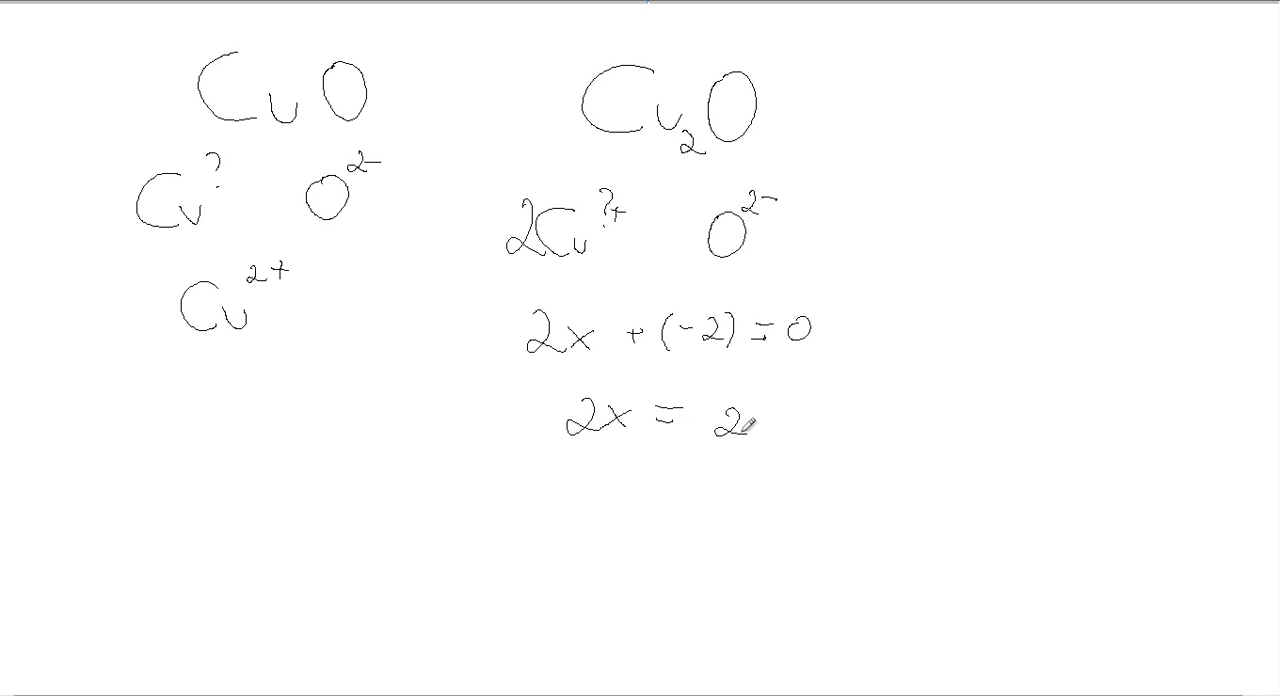 CuO
Cu? O2-
Cu2+
Cu2O
2Cu?+ O2-
2x + (-2) = 0
2x = 2